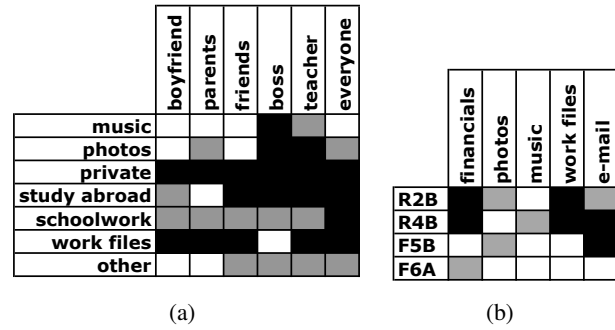 boyfriend
parents
friends
boss
teacher
everyone
music
photos
private
study abroad
schoolwork
work files
other
(a)
financials
photos
music
work files
e-mail
R2B
R4B
F5B
F6A
(b)